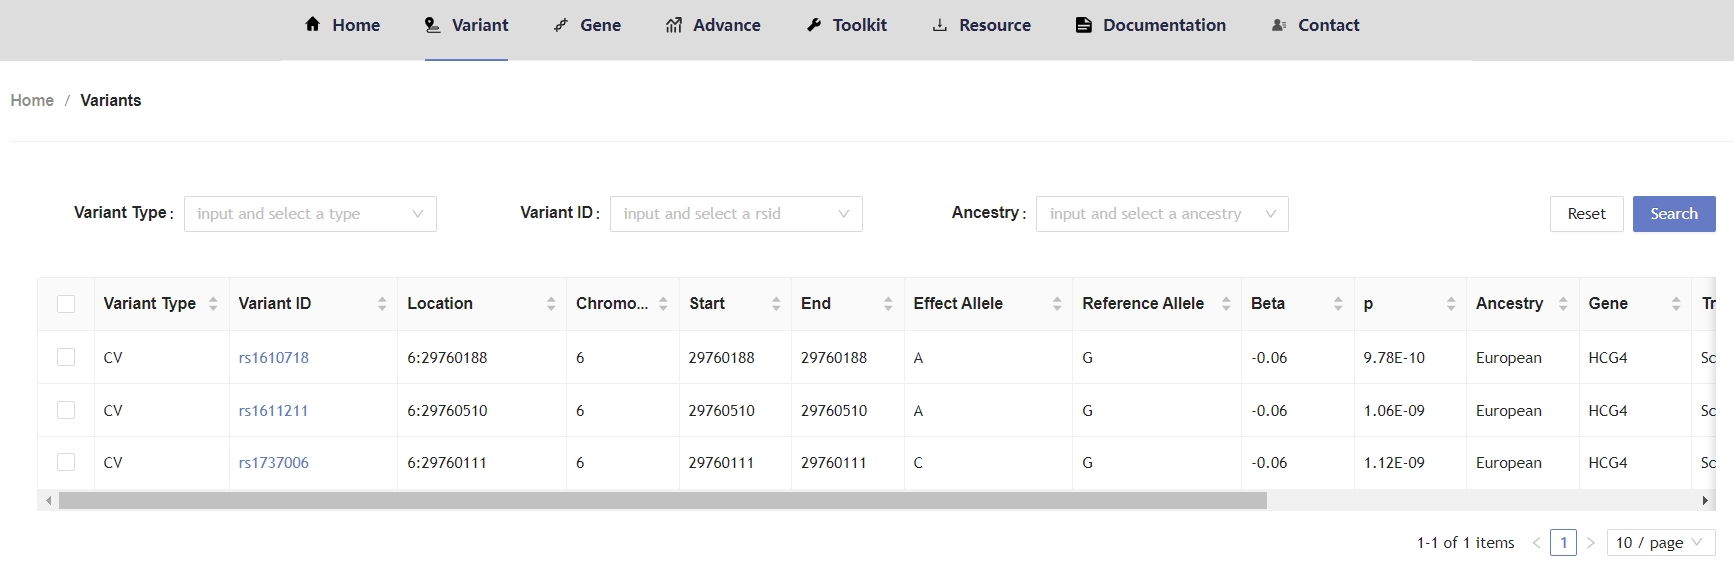 Home Variant Gene Advance Toolkit Resource Documentation Contact
Home / Variants
Variant Type : input and select a type Variant ID : input and select a rsid Ancestry : input and select a ancestry Reset Search
Variant Type Variant ID Location Chromo... Start End Effect Allele Reference Allele Beta p Ancestry Gene Tr
CV rs1610718 6:29760188 6 29760188 29760188 A G -0.06 9.78E-10 European HCG4 Sc
CV rs1611211 6:29760510 6 29760510 29760510 A G -0.06 1.06E-09 European HCG4 Sc
CV rs1737006 6:29760111 6 29760111 29760111 C G -0.06 1.12E-09 European HCG4 Sc
1-1 of 1 items < 1 > 10 / page